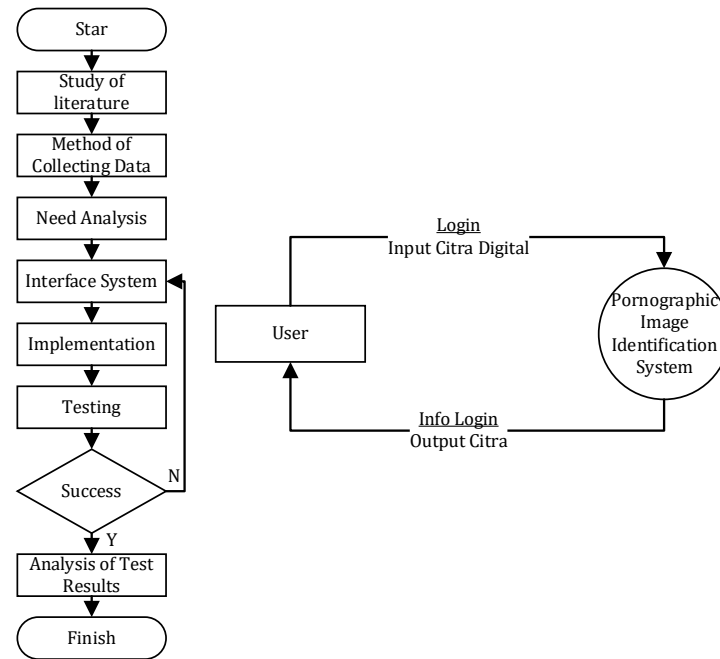 Star
Study of
literature
Method of
Collecting Data
Need Analysis
Interface System
Implementation
Testing
Success
N
Y
Analysis of Test
Results
Finish
Login
Input Citra Digital
User
Pornographic
Image
Identification
System
Info Login
Output Citra